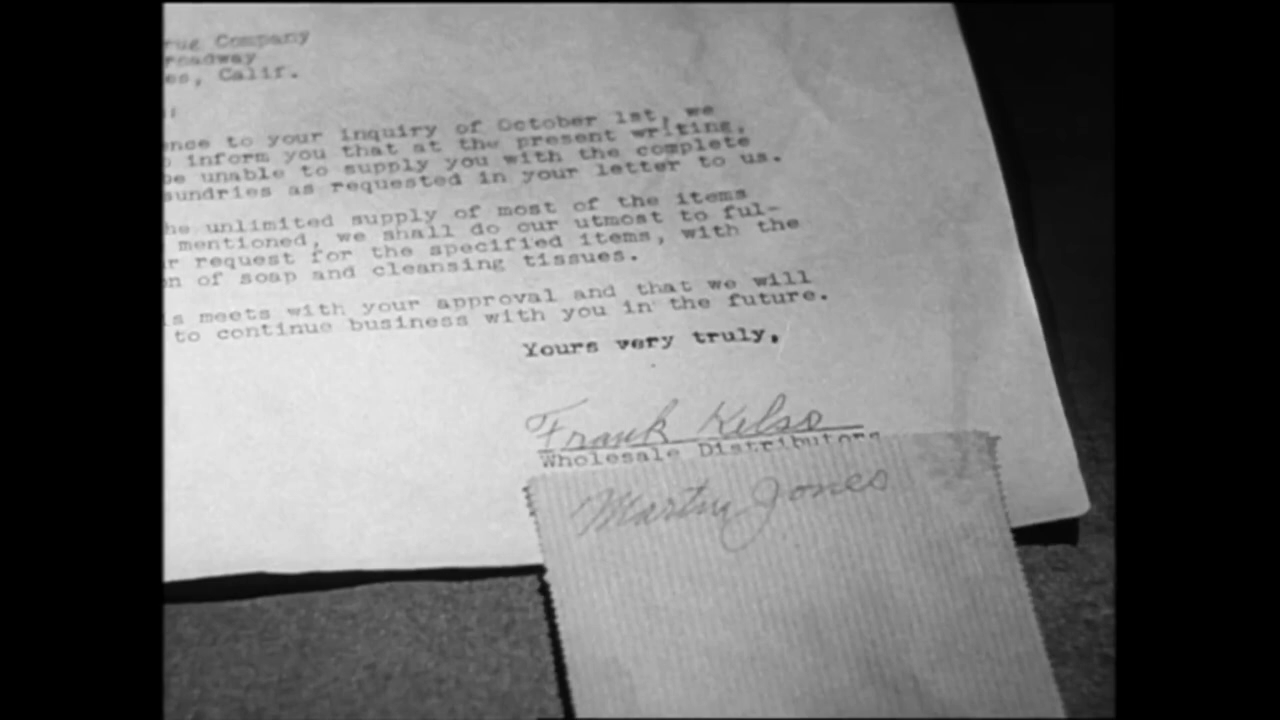 rug Company
roadway
es, Calif.
:
ence to your inquiry of October 1st, we
o inform you that at the present writing,
be unable to supply you with the complete
sundries as requested in your letter to us.
he unlimited supply of most of the items
mentioned, we shall do our utmost to ful-
r request for the specified items, with the
n of soap and cleansing tissues.
is meets with your approval and that we will
to continue business with you in the future.
Yours very truly,
Frank Kelso
Wholesale Distributors
Martin Jones